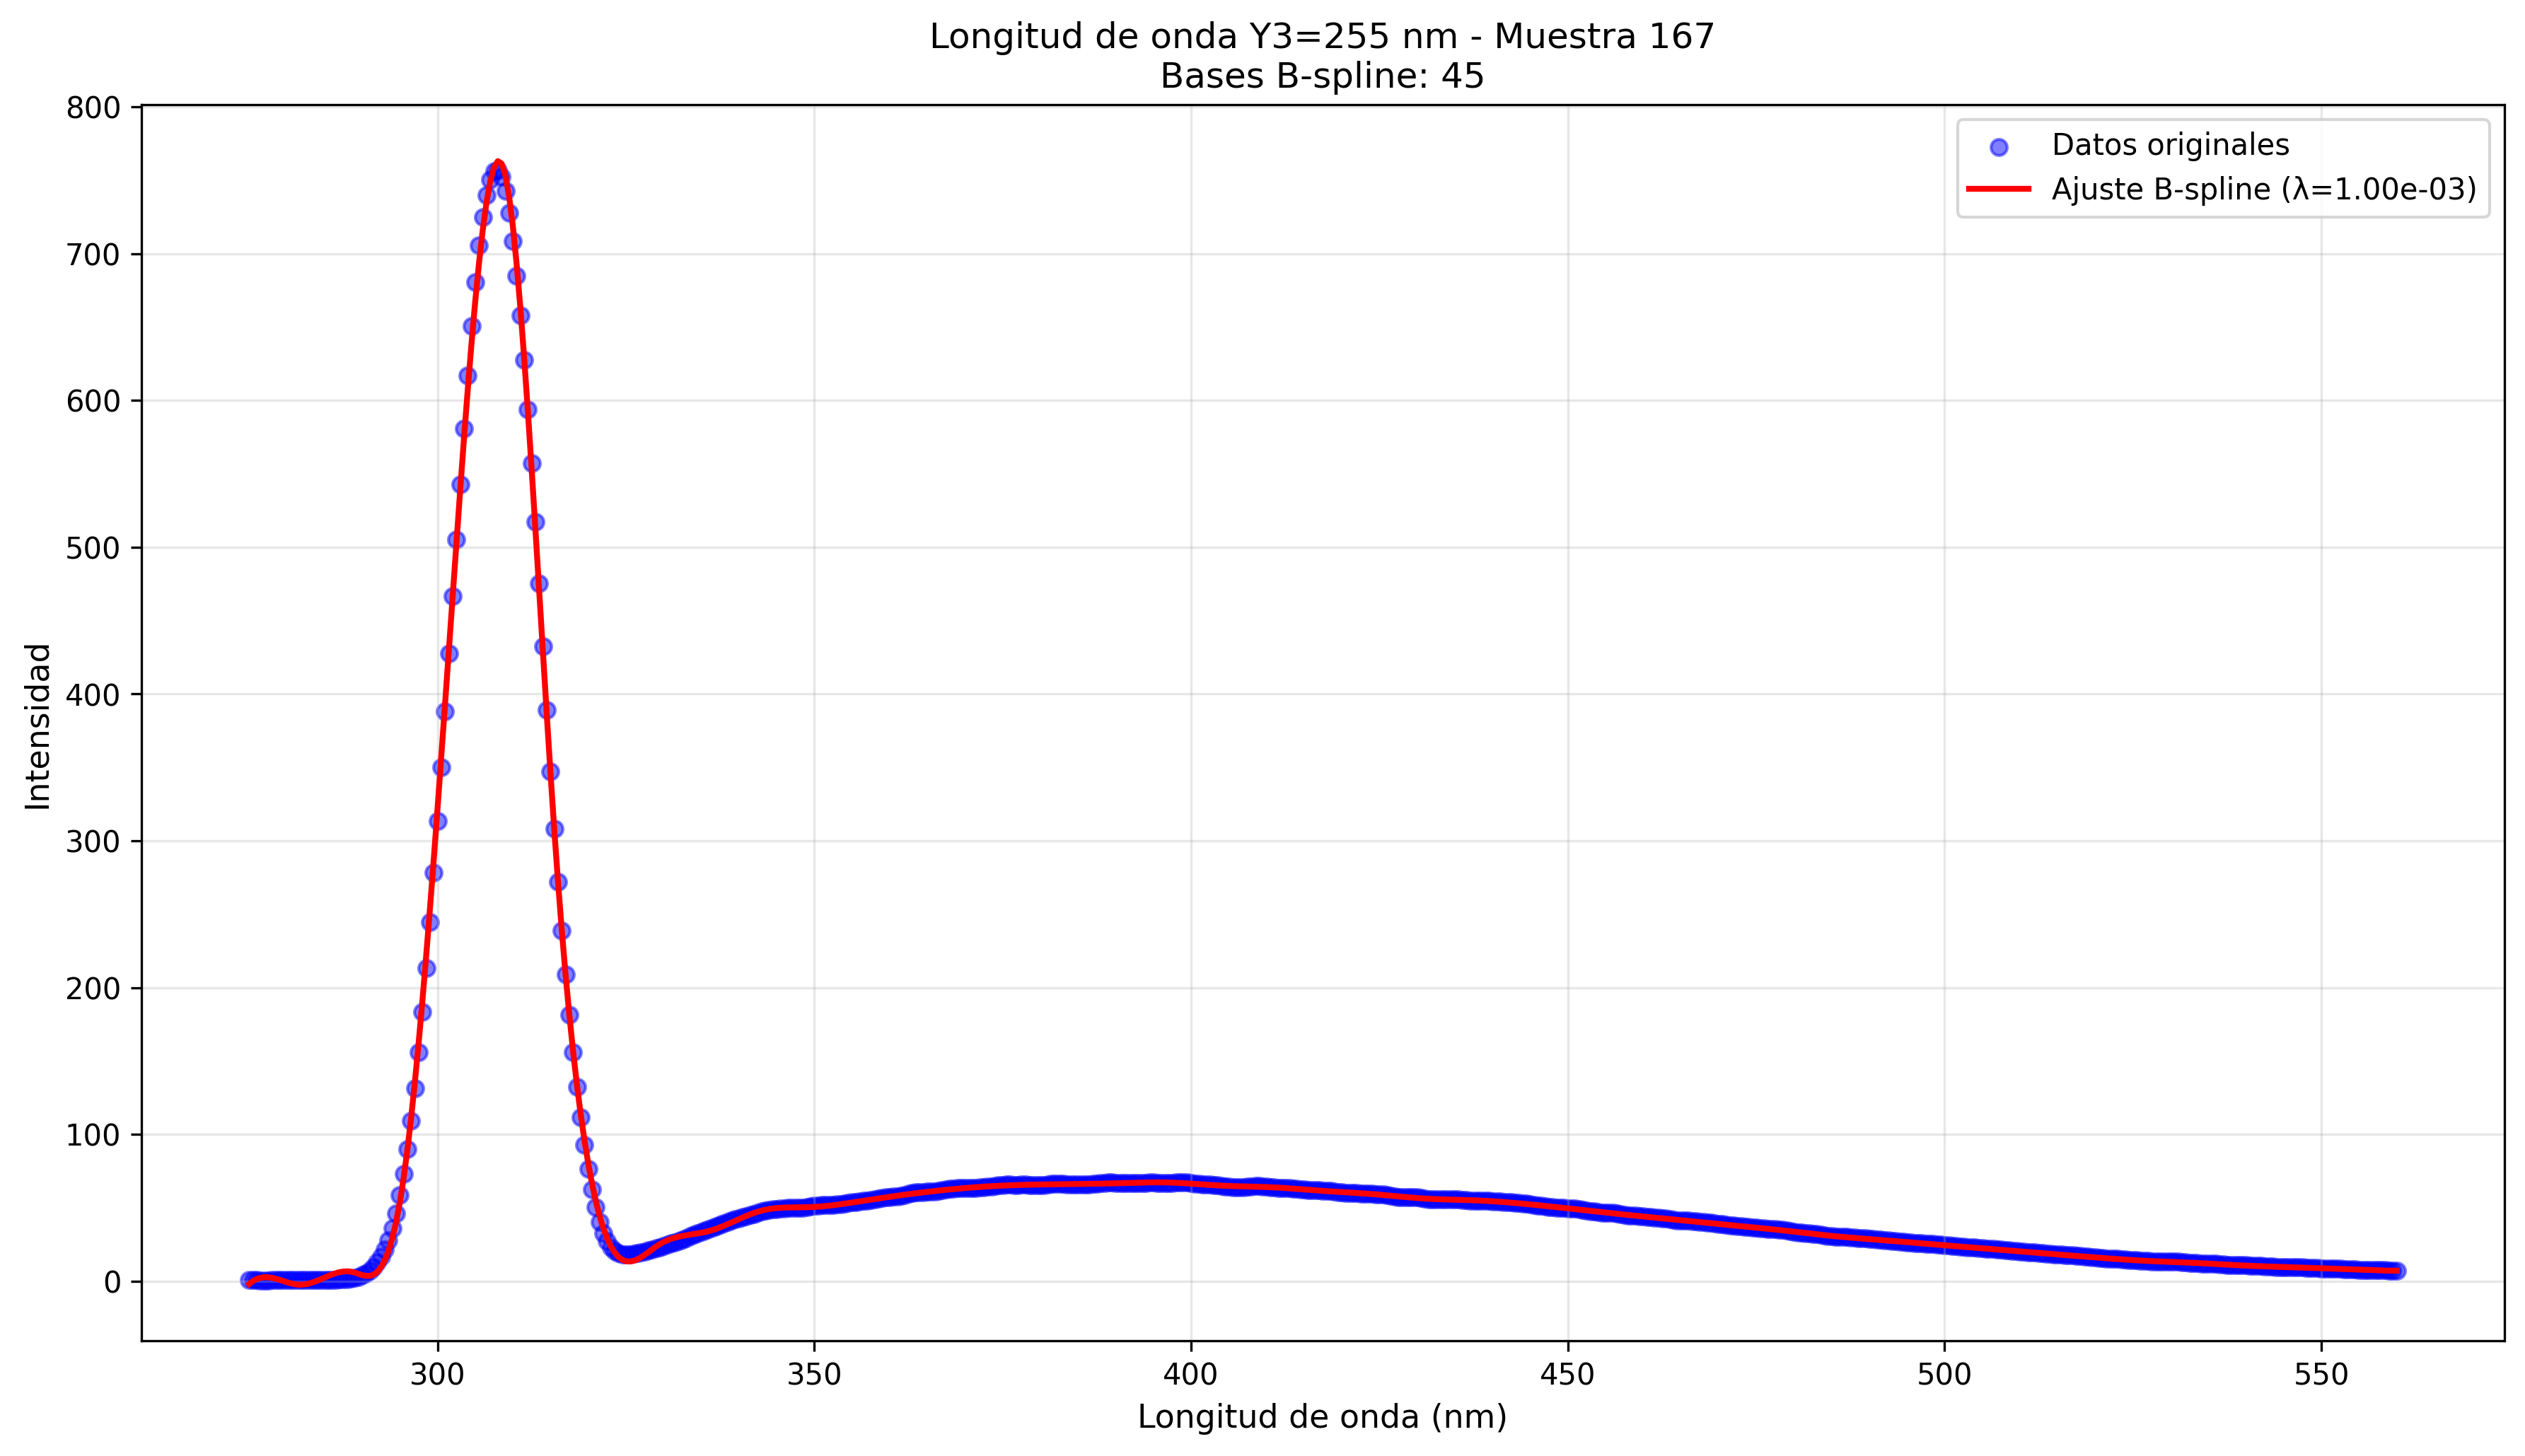 Longitud de onda Y3=255 nm - Muestra 167
Bases B-spline: 45
Datos originales
Ajuste B-spline (λ=1.00e-03)
Intensidad
800
700
600
500
400
300
200
100
0
300 350 400 450 500 550
Longitud de onda (nm)